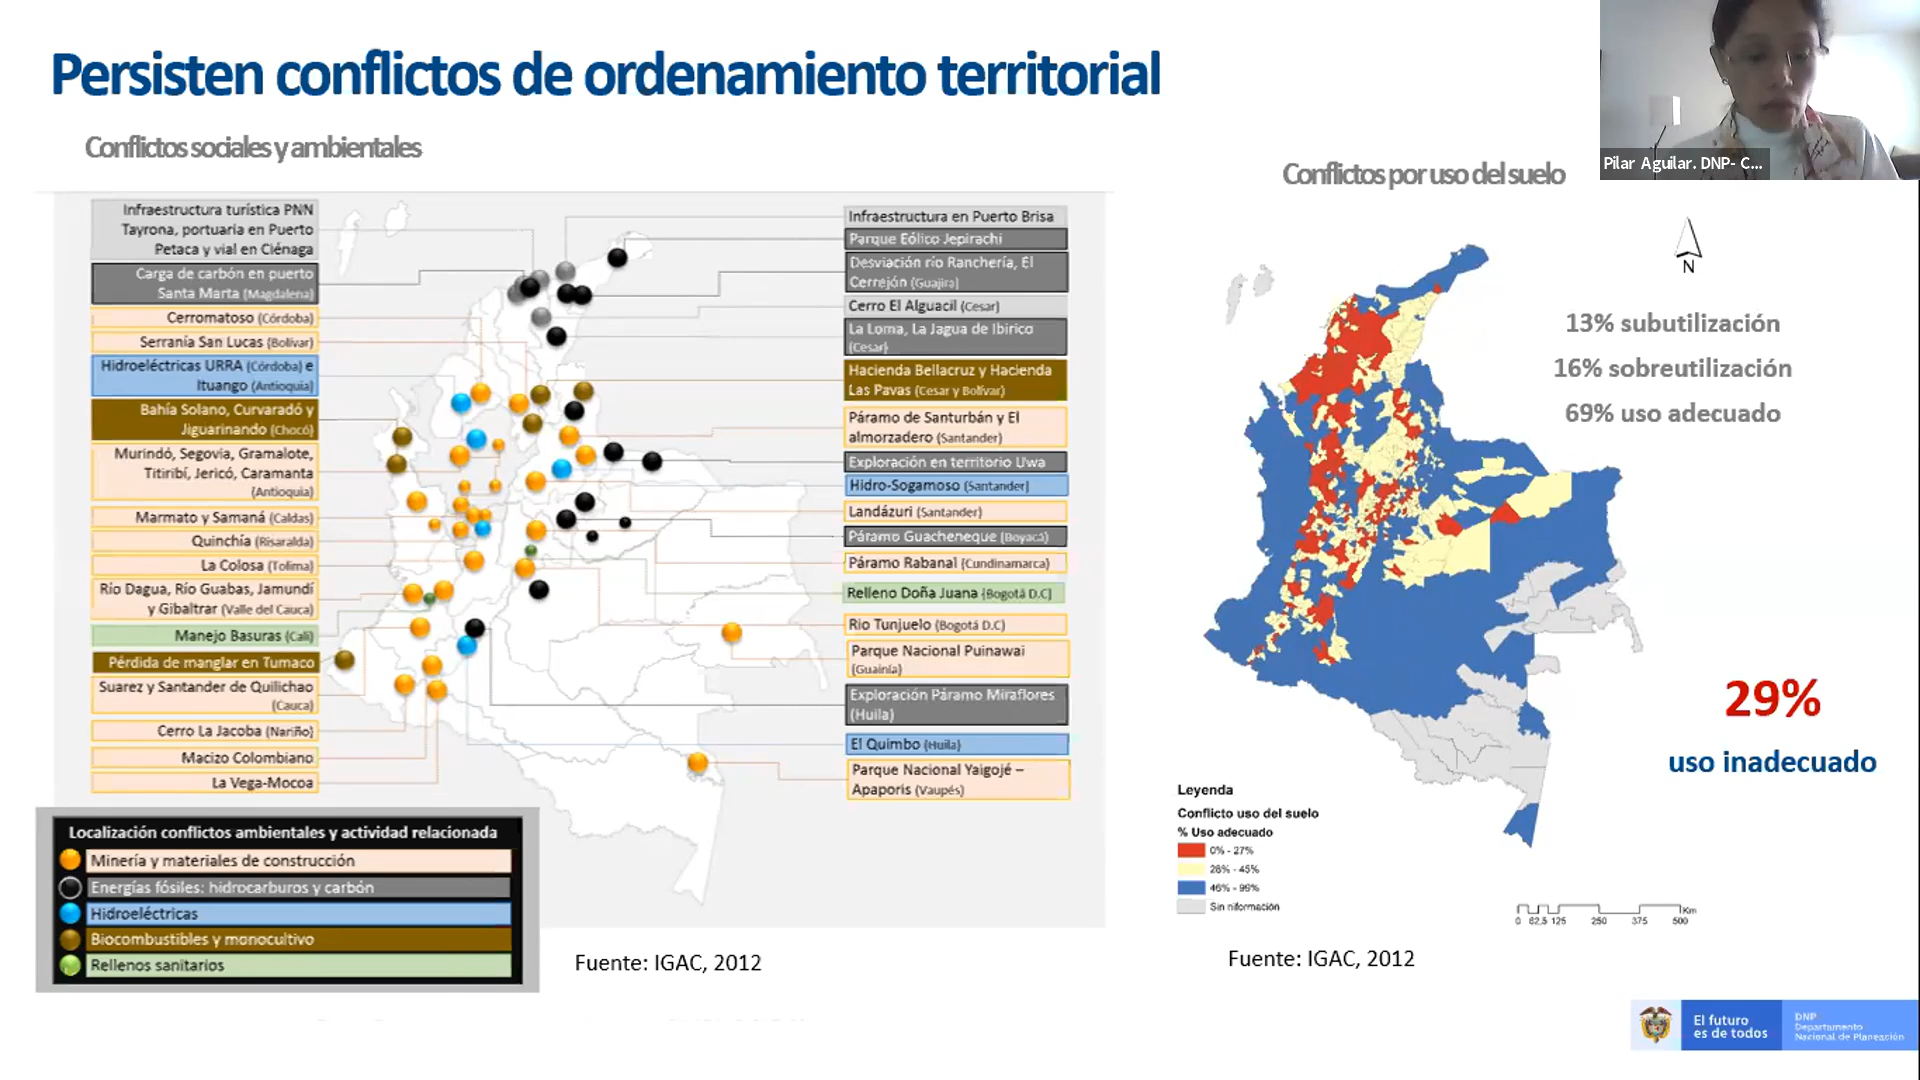 Persisten conflictos de ordenamiento territorial
Conflictos sociales y ambientales
Infraestructura turística PNN
Tayrona, portuaria en Puerto
Petaca y vial en Ciénaga
Carga de carbón en puerto
Santa Marta (Magdalena)
Cerromatoso (Córdoba)
Serranía San Lucas (Bolívar)
Hidroeléctricas URRA (Córdoba) e
Ituango (Antioquia)
Bahía Solano, Curvaradó y
Jiguarinando (Chocó)
Murindó, Segovia, Gramalote,
Titiribí, Jericó, Caramanta
(Antioquia)
Marmato y Samaná (Caldas)
Quinchía (Risaralda)
La Colosa (Tolima)
Río Dagua, Río Guabas, Jamundí
y Gibaltrar (Valle del Cauca)
Manejo Basuras (Cali)
Pérdida de manglar en Tumaco
Suarez y Santander de Quilichao
(Cauca)
Cerro La Jacoba (Nariño)
Macizo Colombiano
La Vega-Mocoa
Infraestructura en Puerto Brisa
Parque Eólico Jepirachi
Desviación río Ranchería, El
Cerrejón (Guajira)
Cerro El Alguacil (Cesar)
La Loma, La Jagua de Ibirico
(Cesar)
Hacienda Bellacruz y Hacienda
Las Pavas (Cesar y Bolívar)
Páramo de Santurbán y El
almorzadero (Santander)
Exploración en territorio Uwa
Hidro-Sogamoso (Santander)
Landázuri (Santander)
Páramo Guacheneque (Boyacá)
Páramo Rabanal (Cundinamarca)
Relleno Doña Juana (Bogotá D.C)
Rio Tunjuelo (Bogotá D.C)
Parque Nacional Puinawai
(Guainía)
Exploración Páramo Miraflores
(Huila)
El Quimbo (Huila)
Parque Nacional Yaigojé –
Apaporis (Vaupés)
Localización conflictos ambientales y actividad relacionada
Minería y materiales de construcción
Energías fósiles: hidrocarburos y carbón
Hidroeléctricas
Biocombustibles y monocultivo
Rellenos sanitarios
Fuente: IGAC, 2012
Conflictos por uso del suelo
Pilar Aguilar. DNP- C...
N
13% subutilización
16% sobreutilización
69% uso adecuado
29%
uso inadecuado
Leyenda
Conflicto uso del suelo
% Uso adecuado
0% - 27%
28% - 45%
46% - 99%
Sin niformación
Km
0 62,5 125 250 375 500
Fuente: IGAC, 2012
El futuro
es de todos
DNP
Departamento
Nacional de Planeación